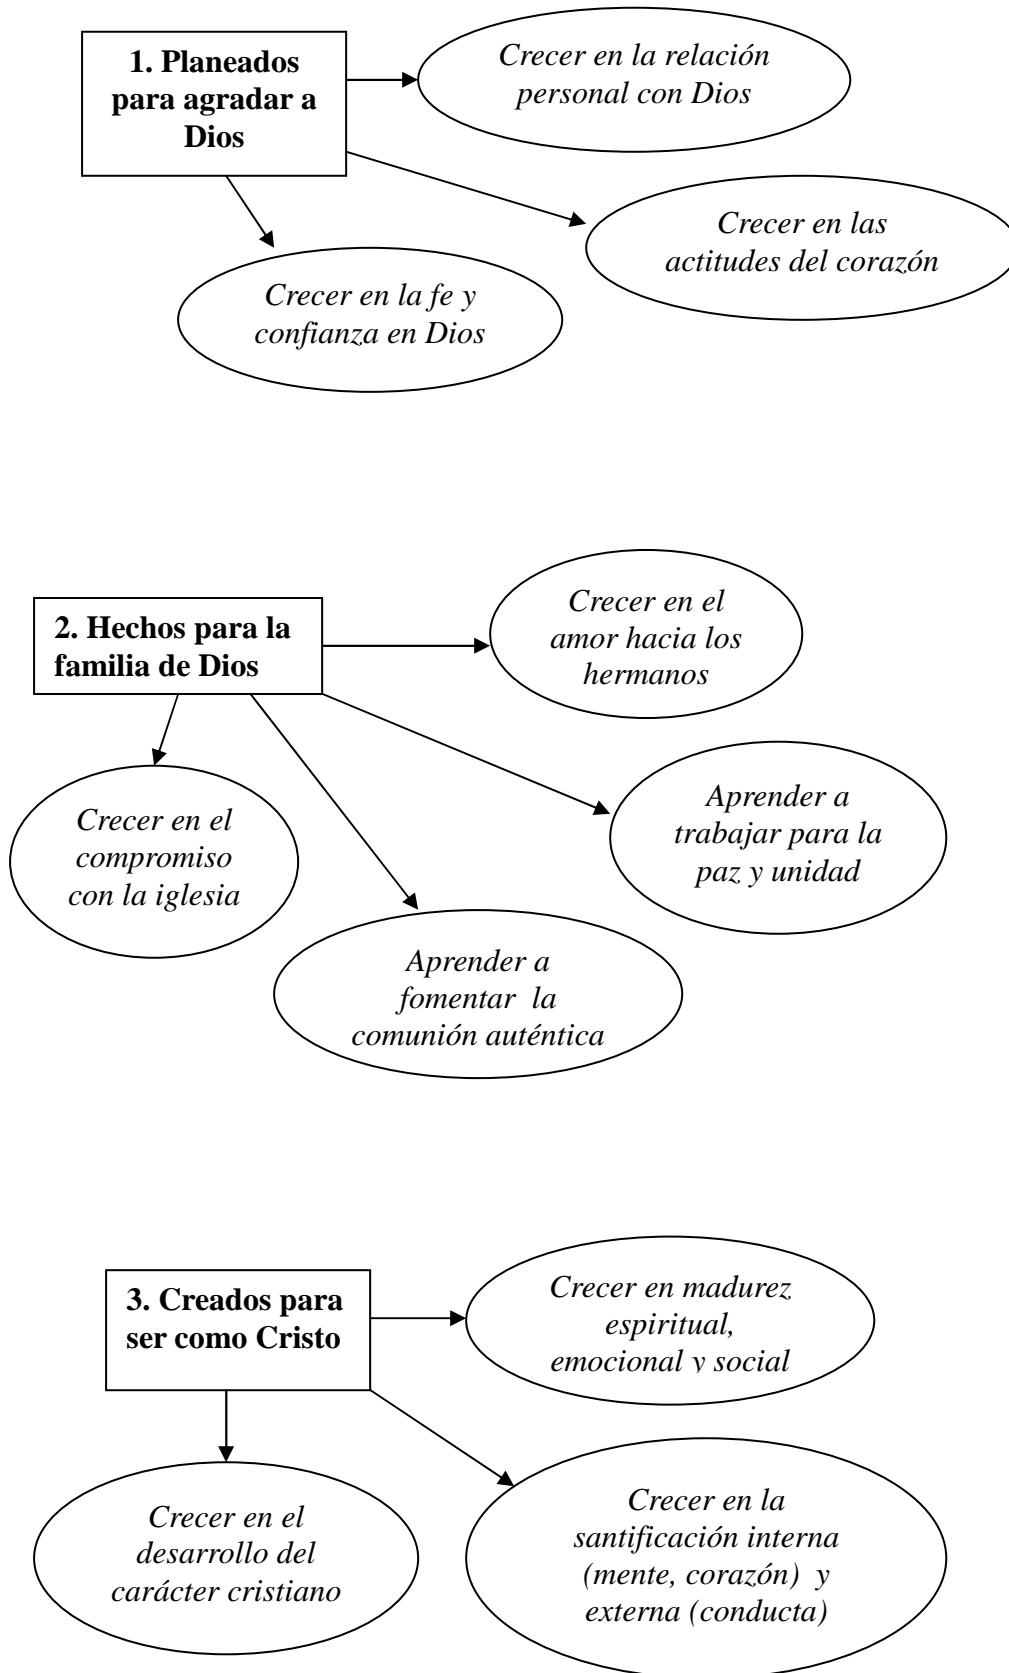 1. Planeados
para agradar a
Dios
Crecer en la relación
personal con Dios
Crecer en las
actitudes del corazón
Crecer en la fe y
confianza en Dios
2. Hechos para la
familia de Dios
Crecer en el
amor hacia los
hermanos
Aprender a
trabajar para la
paz y unidad
Crecer en el
compromiso
con la iglesia
Aprender a
fomentar  la
comunión auténtica
3. Creados para
ser como Cristo
Crecer en madurez
espiritual,
emocional y social
Crecer en el
desarrollo del
carácter cristiano
Crecer en la
santificación interna
(mente, corazón)  y
externa (conducta)